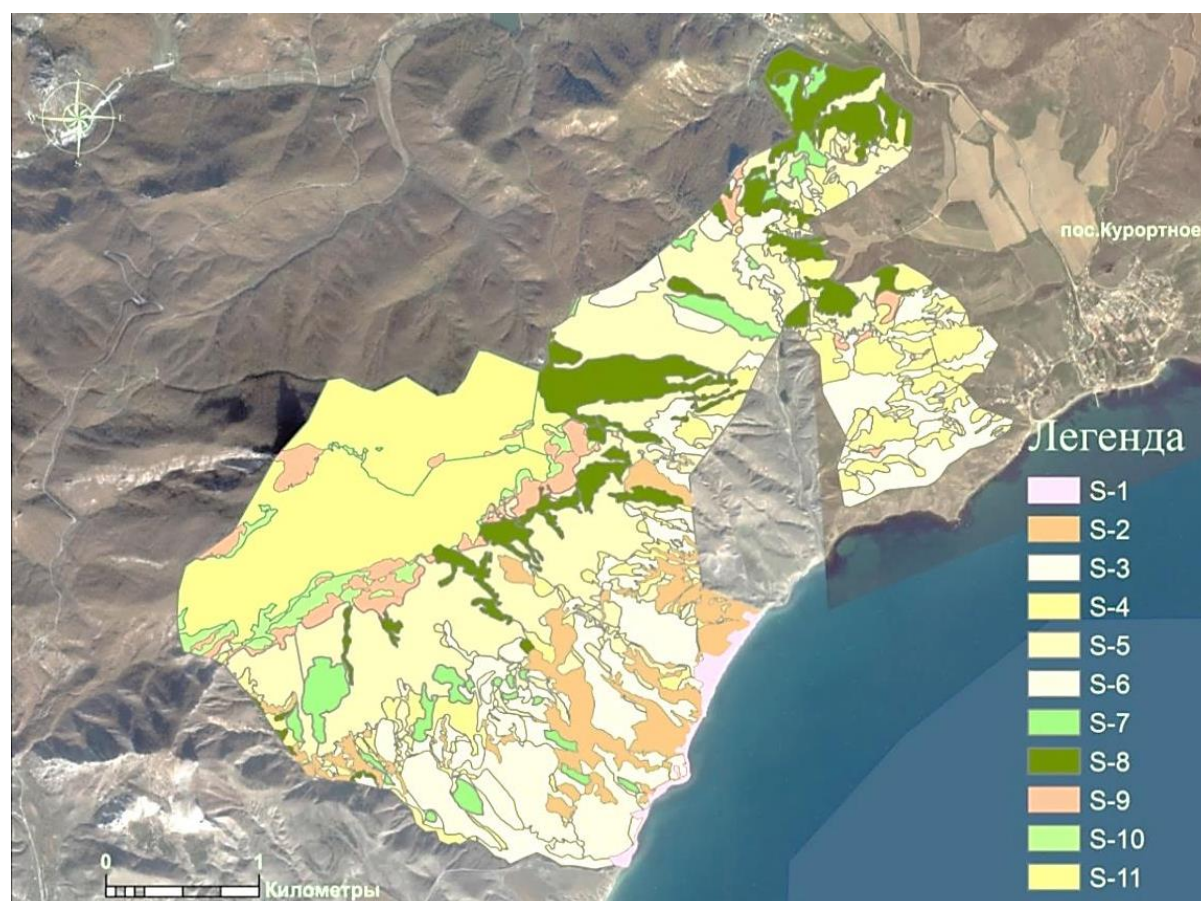 пос.Курортное
Легенда
S-1
S-2
S-3
S-4
S-5
S-6
S-7
S-8
S-9
S-10
S-11
0 1
Километры